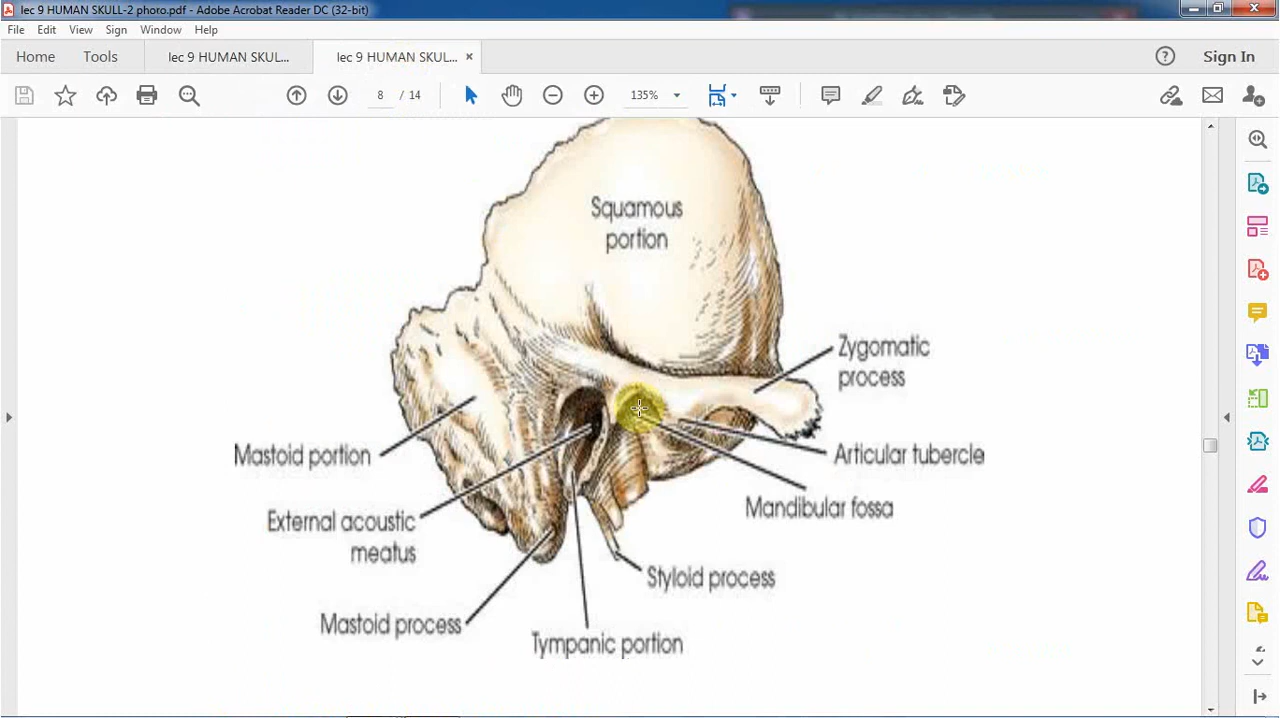 lec 9 HUMAN SKULL-2 phoro.pdf - Adobe Acrobat Reader DC (32-bit)
File Edit View Sign Window Help
Home Tools lec 9 HUMAN SKUL... lec 9 HUMAN SKUL... × Sign In
8 / 14 135%
Squamous
portion
Zygomatic
process
Mastoid portion
Articular tubercle
Mandibular fossa
External acoustic
meatus
Styloid process
Mastoid process
Tympanic portion